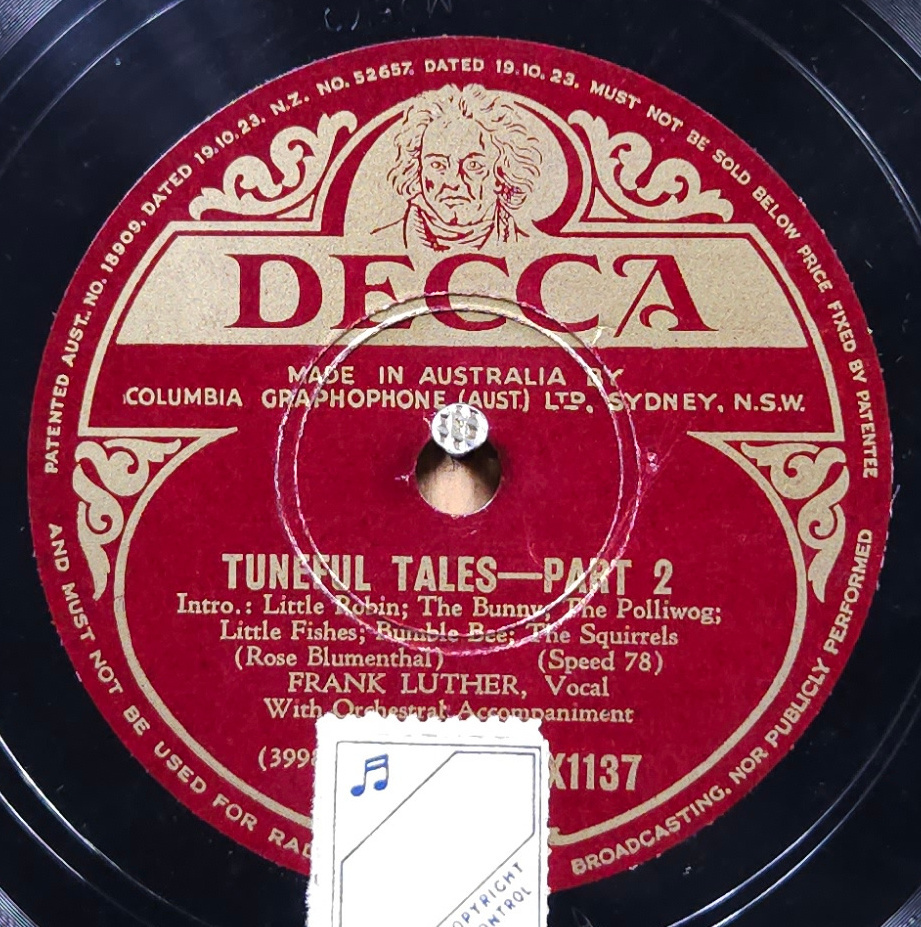 PATENTED AUST. NO. 18909, DATED 19.10.23. N.Z. NO. 52657. DATED 19.10.23. MUST NOT BE SOLD BELOW PRICE FIXED BY PATENTEE
DECCA
MADE IN AUSTRALIA BY
COLUMBIA GRAPHOPHONE (AUST.) LTD. SYDNEY, N.S.W.
TUNEFUL TALES—PART 2
Intro.: Little Robin; The Bunny; The Polliwog;
Little Fishes; Bumble Bee; The Squirrels
(Rose Blumenthal) (Speed 78)
FRANK LUTHER, Vocal
With Orchestral Accompaniment
X1137
AND MUST NOT BE USED FOR
BROADCASTING, NOR PUBLICLY PERFORMED